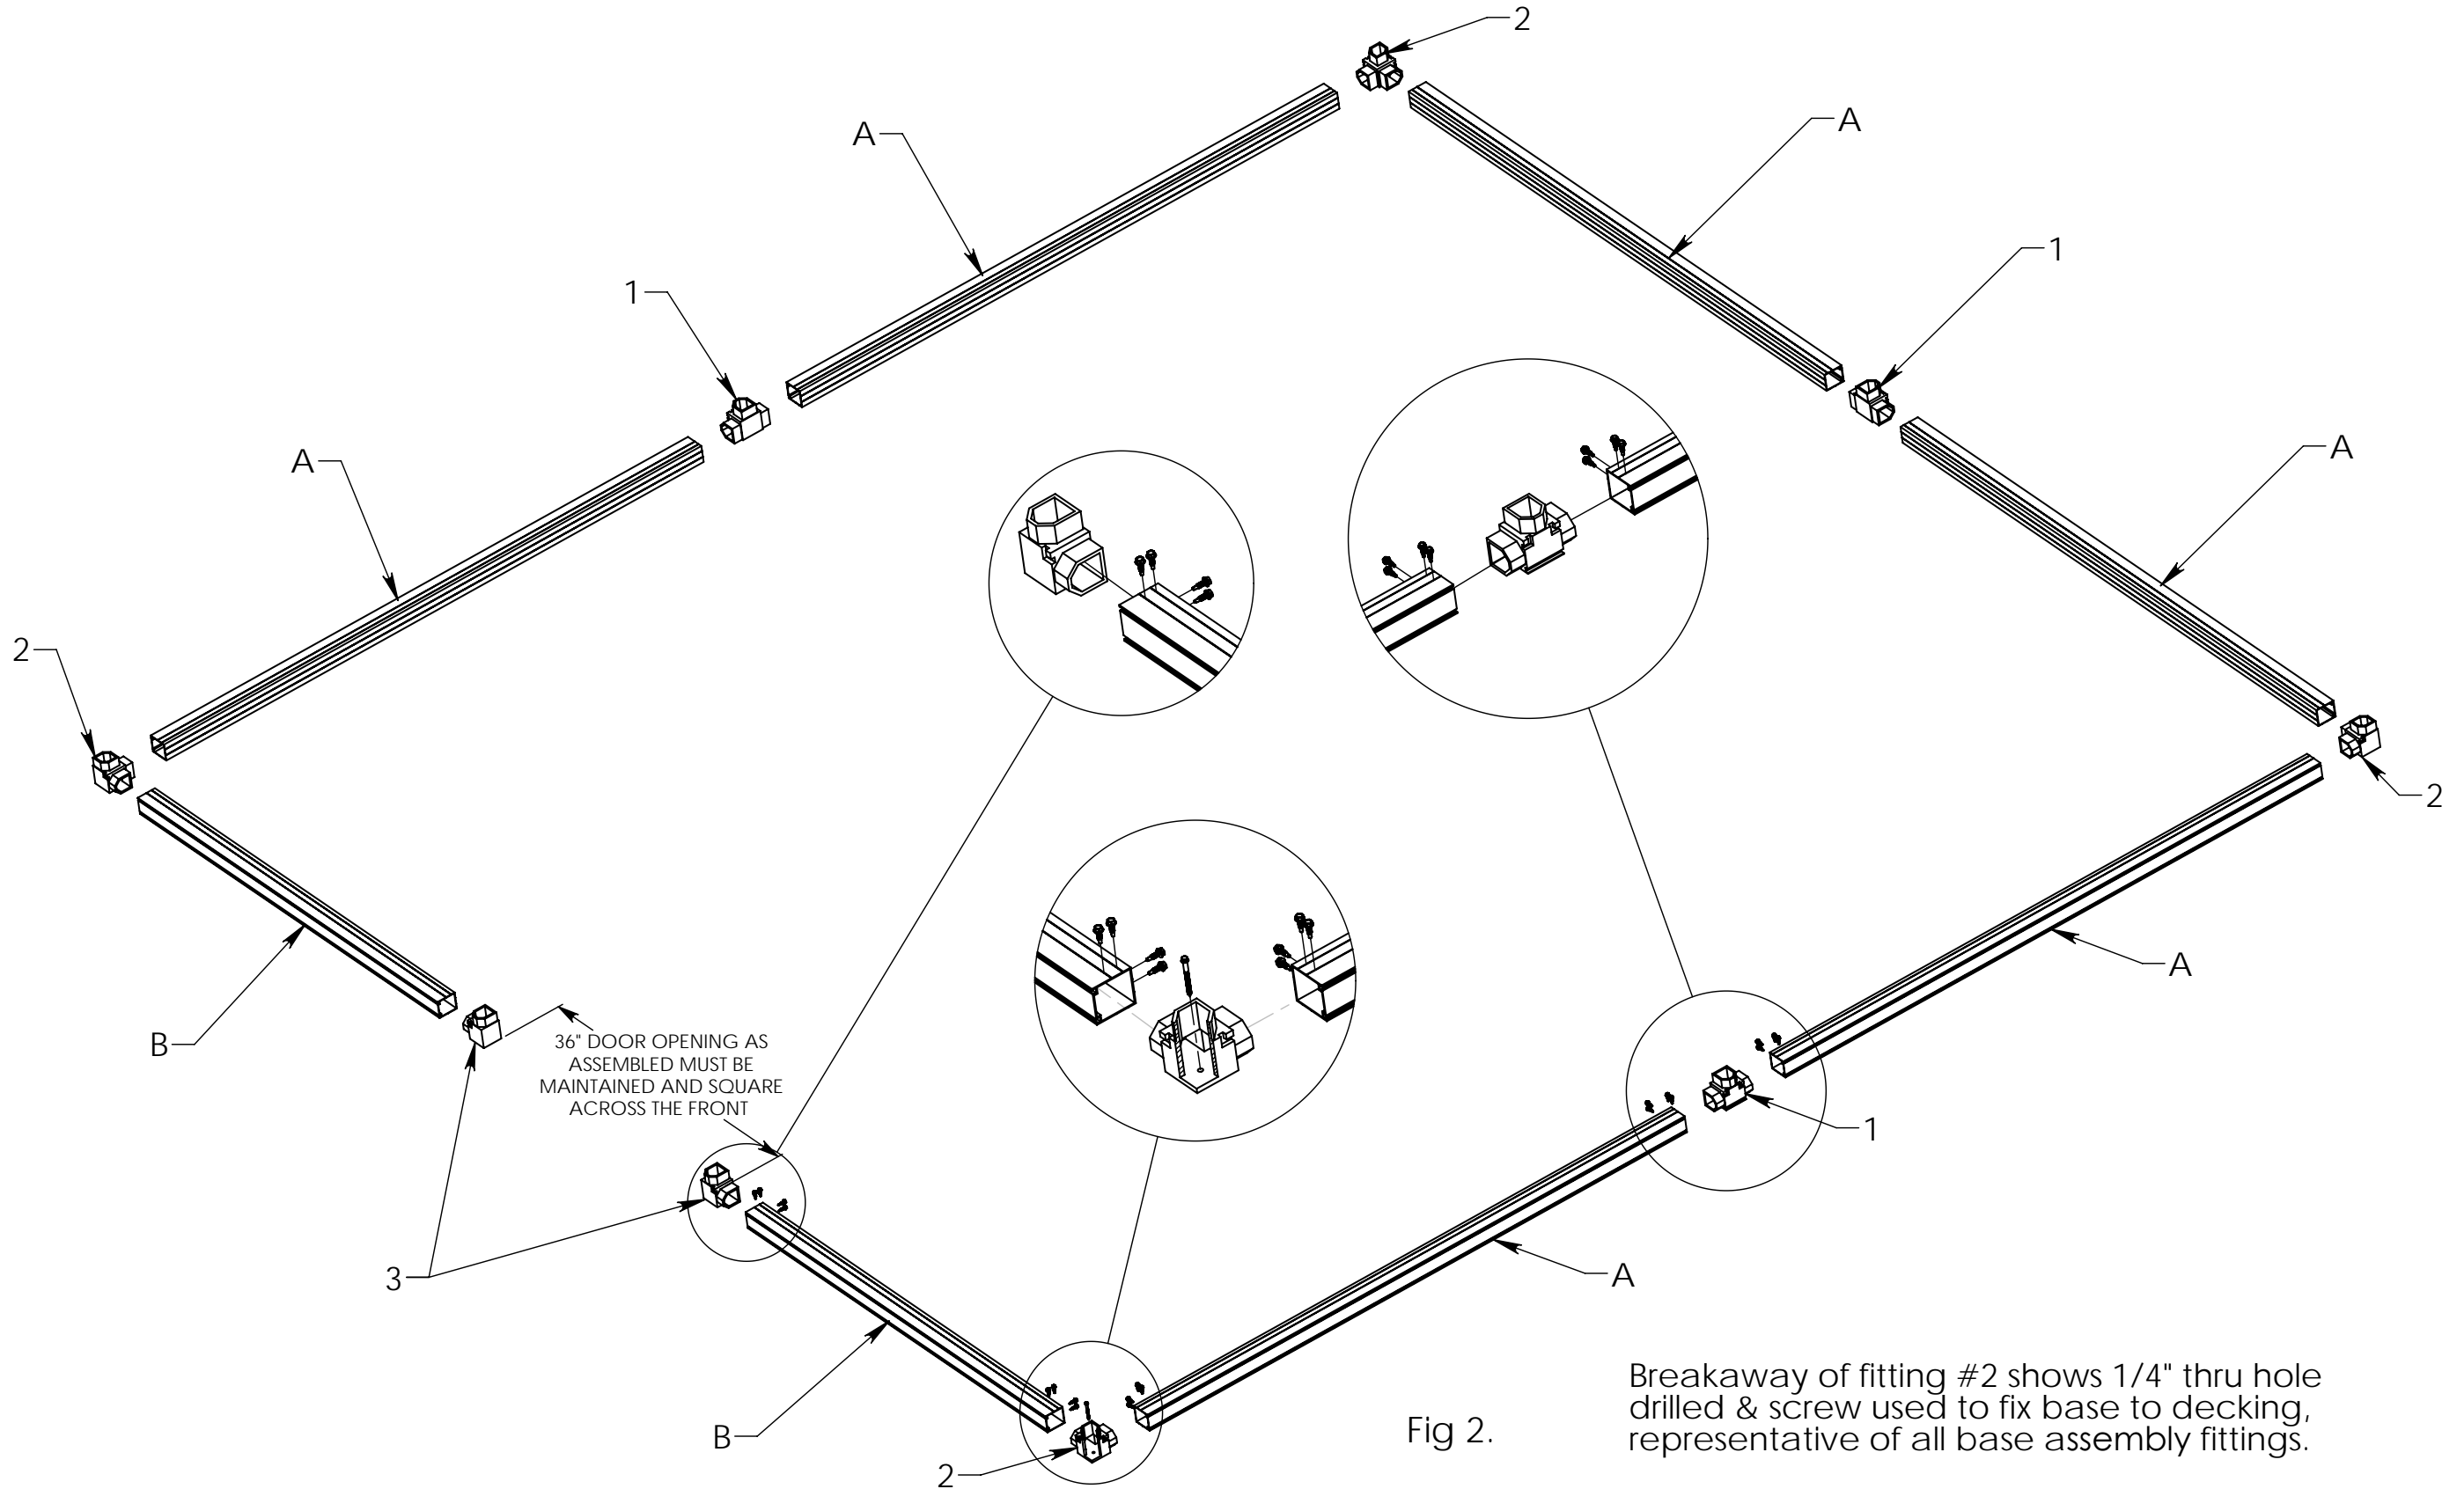 2
A
A
1
1
A
A
2
2
A
B
36" DOOR OPENING AS
ASSEMBLED MUST BE
MAINTAINED AND SQUARE
ACROSS THE FRONT
1
3
A
B
2
Fig 2.
Breakaway of fitting #2 shows 1/4" thru hole
drilled & screw used to fix base to decking,
representative of all base assembly fittings.